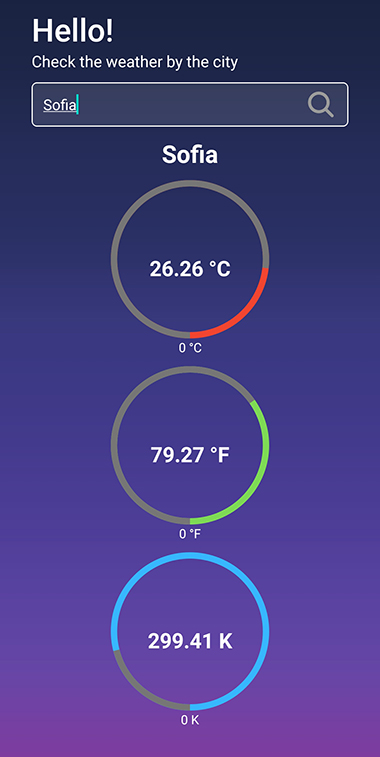 Hello!
Check the weather by the city
Sofia
Sofia
26.26 °C
0 °C
79.27 °F
0 °F
299.41 K
0 K